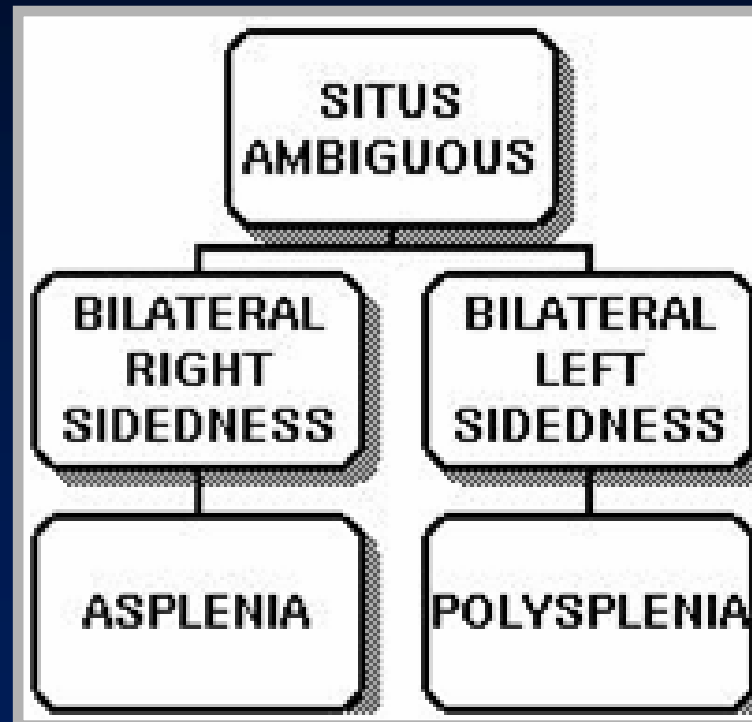 SITUS
AMBIGUOUS
BILATERAL
RIGHT
SIDEDNESS
BILATERAL
LEFT
SIDEDNESS
ASPLENIA
POLYSPLENIA